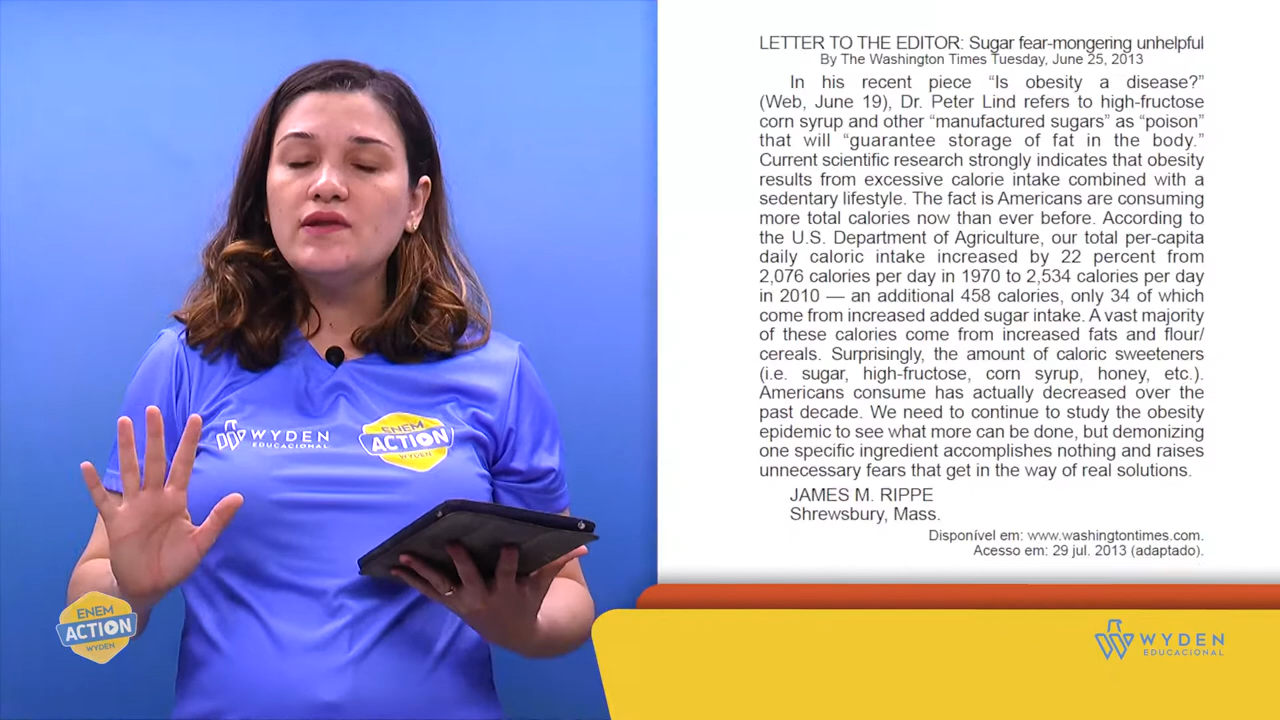 LETTER TO THE EDITOR: Sugar fear-mongering unhelpful
By The Washington Times Tuesday, June 25, 2013
In his recent piece “Is obesity a disease?”
(Web, June 19), Dr. Peter Lind refers to high-fructose
corn syrup and other “manufactured sugars” as “poison”
that will “guarantee storage of fat in the body.”
Current scientific research strongly indicates that obesity
results from excessive calorie intake combined with a
sedentary lifestyle. The fact is Americans are consuming
more total calories now than ever before. According to
the U.S. Department of Agriculture, our total per-capita
daily caloric intake increased by 22 percent from
2,076 calories per day in 1970 to 2,534 calories per day
in 2010 — an additional 458 calories, only 34 of which
come from increased added sugar intake. A vast majority
of these calories come from increased fats and flour/
cereals. Surprisingly, the amount of caloric sweeteners
(i.e. sugar, high-fructose, corn syrup, honey, etc.).
Americans consume has actually decreased over the
past decade. We need to continue to study the obesity
epidemic to see what more can be done, but demonizing
one specific ingredient accomplishes nothing and raises
unnecessary fears that get in the way of real solutions.
JAMES M. RIPPE
Shrewsbury, Mass.
Disponível em: www.washingtontimes.com.
Acesso em: 29 jul. 2013 (adaptado).
WYDEN
EDUCACIONAL
ENEM
ACTION
WYDEN
ENEM
ACTION
WYDEN
WYDEN
EDUCACIONAL